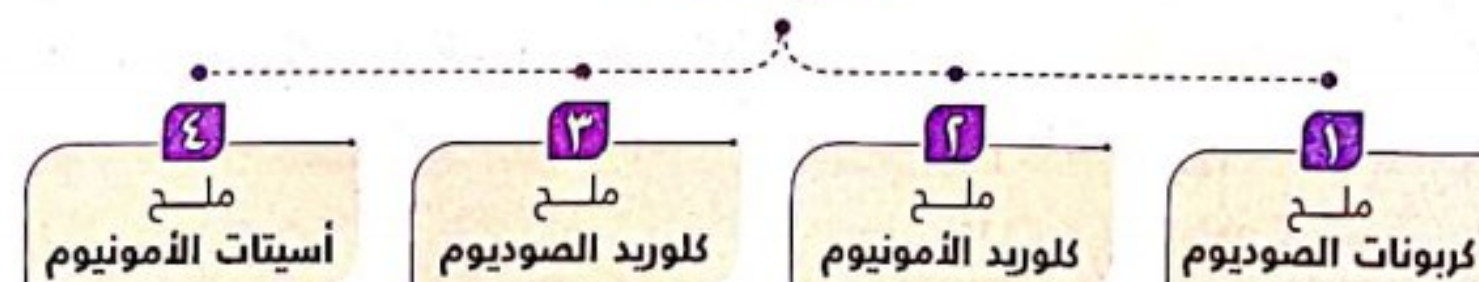 ١
ملح
كربونات الصوديوم
٢
ملح
كلوريد الأمونيوم
٣
ملح
كلوريد الصوديوم
٤
ملح
أسيتات الأمونيوم